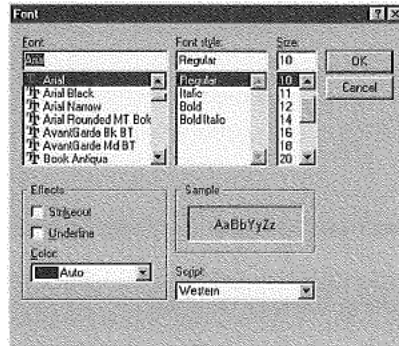 Font
Font: Font style: Size:
Arial Regular 10 OK
Cancel
Arial Regular 10
Arial Black Italic 11
Arial Narrow Bold 12
Arial Rounded MT Bok Bold Italic 14
AvantGarde Bk BT 16
AvantGarde Md BT 18
Book Antiqua 20
Effects Sample
Strikeout
AaBbYyZz
Underline
Color:
Auto
Script:
Western